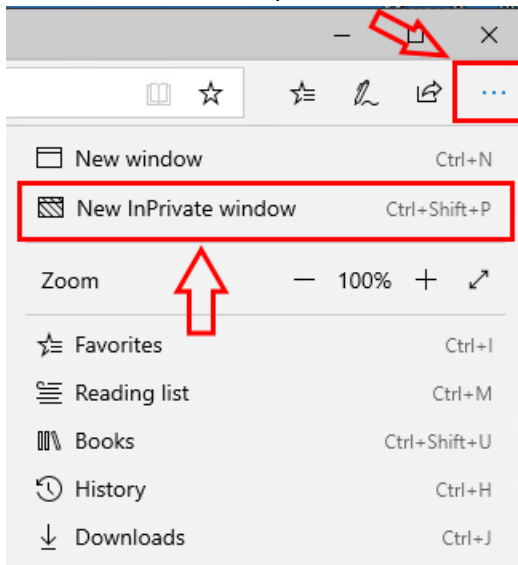 New window Ctrl+N
New InPrivate window Ctrl+Shift+P
Zoom — 100% +
Favorites Ctrl+I
Reading list Ctrl+M
Books Ctrl+Shift+U
History Ctrl+H
Downloads Ctrl+J